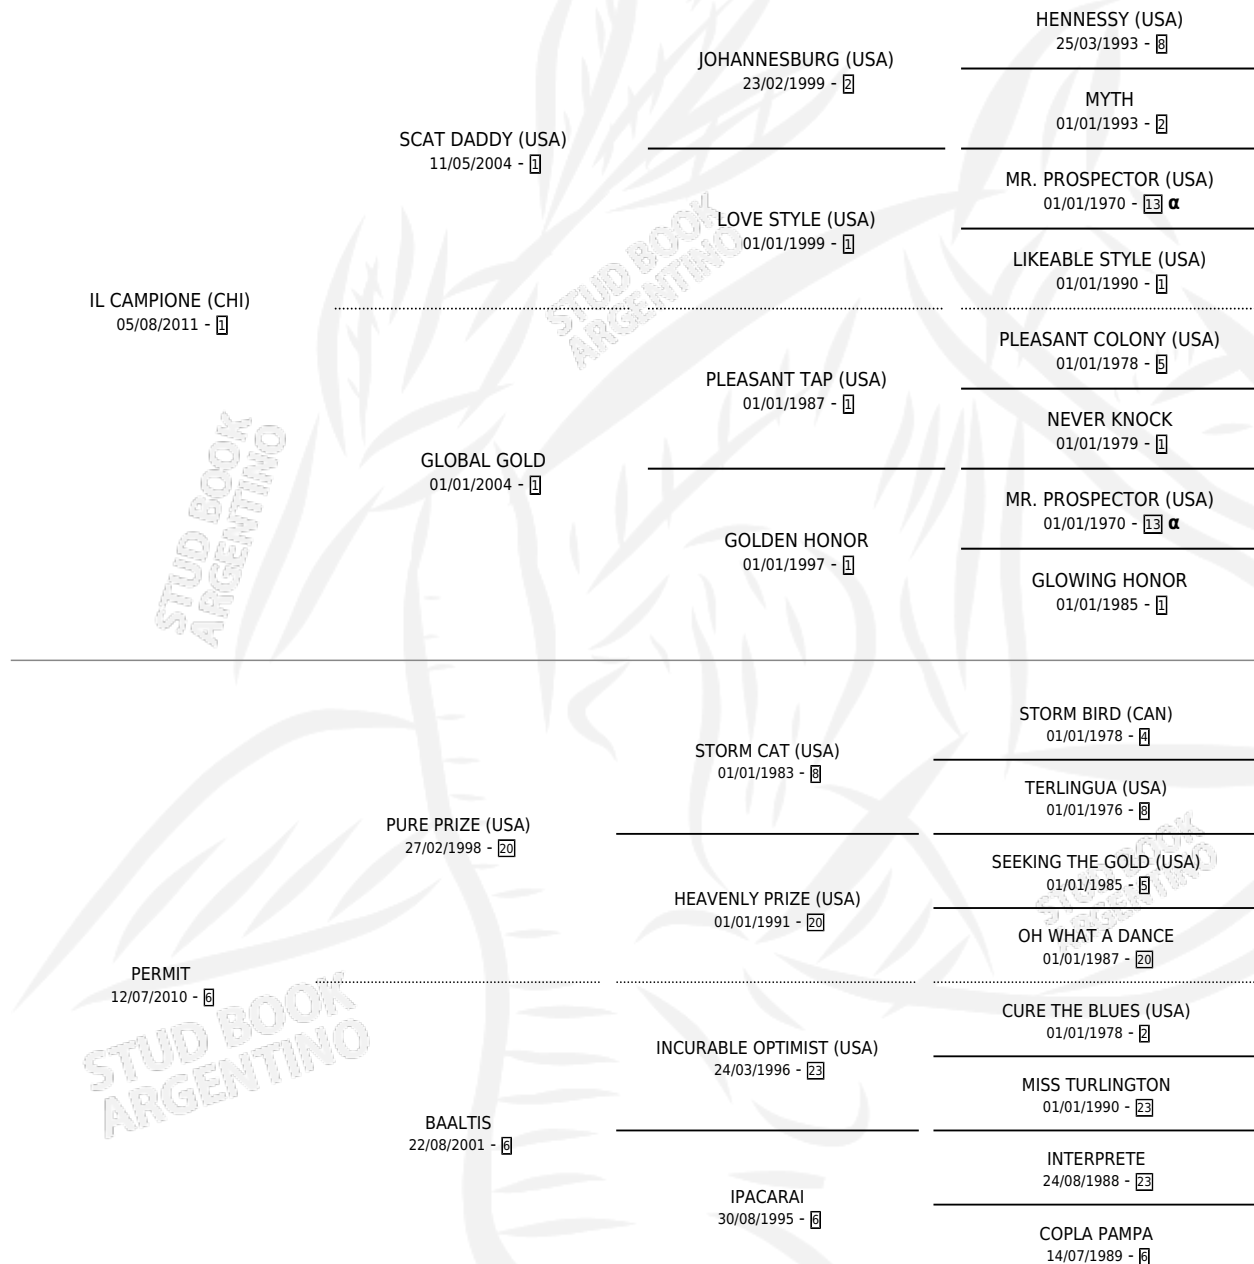 IL CAMPIONE (CHI)
05/08/2011 - 1
SCAT DADDY (USA)
11/05/2004 - 1
JOHANNESBURG (USA)
23/02/1999 - 2
HENNESSY (USA)
25/03/1993 - 8
MYTH
01/01/1993 - 2
LOVE STYLE (USA)
01/01/1999 - 1
MR. PROSPECTOR (USA)
01/01/1970 - 13 α
LIKEABLE STYLE (USA)
01/01/1990 - 1
GLOBAL GOLD
01/01/2004 - 1
PLEASANT TAP (USA)
01/01/1987 - 1
PLEASANT COLONY (USA)
01/01/1978 - 5
NEVER KNOCK
01/01/1979 - 1
GOLDEN HONOR
01/01/1997 - 1
MR. PROSPECTOR (USA)
01/01/1970 - 13 α
GLOWING HONOR
01/01/1985 - 1
PERMIT
12/07/2010 - 6
PURE PRIZE (USA)
27/02/1998 - 20
STORM CAT (USA)
01/01/1983 - 8
STORM BIRD (CAN)
01/01/1978 - 4
TERLINGUA (USA)
01/01/1976 - 8
HEAVENLY PRIZE (USA)
01/01/1991 - 20
SEEKING THE GOLD (USA)
01/01/1985 - 5
OH WHAT A DANCE
01/01/1987 - 20
BAALTIS
22/08/2001 - 6
INCURABLE OPTIMIST (USA)
24/03/1996 - 23
CURE THE BLUES (USA)
01/01/1978 - 2
MISS TURLINGTON
01/01/1990 - 23
IPACARAI
30/08/1995 - 6
INTERPRETE
24/08/1988 - 23
COPLA PAMPA
14/07/1989 - 6
STUD BOOK
ARGENTINO
STUD BOOK
ARGENTINO
STUD BOOK
ARGENTINO
STUD BOOK
ARGENTINO